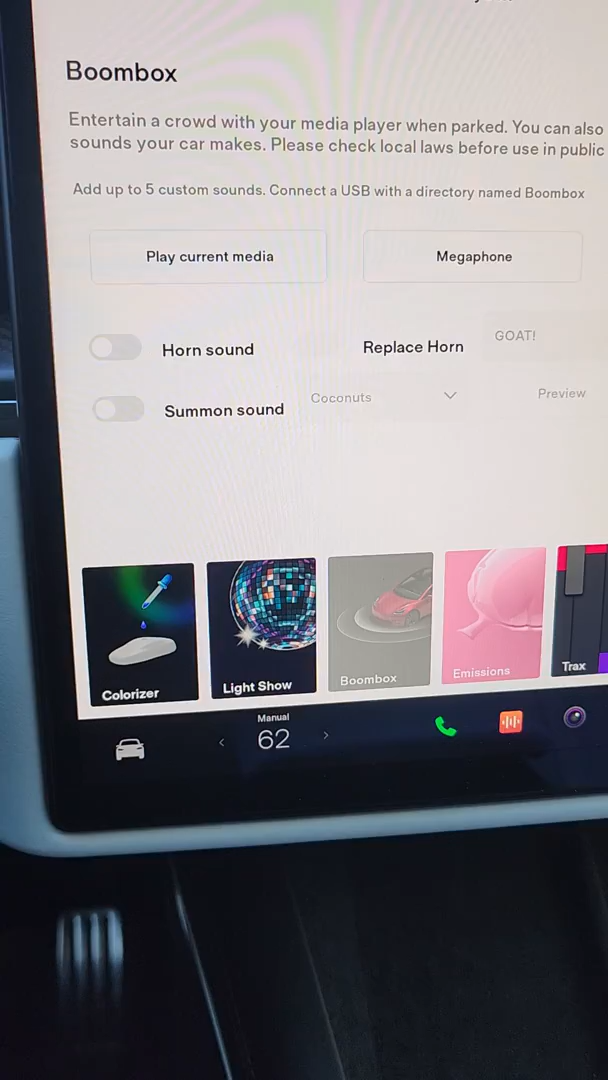 Boombox
Entertain a crowd with your media player when parked. You can also
sounds your car makes. Please check local laws before use in public
Add up to 5 custom sounds. Connect a USB with a directory named Boombox
Play current media
Megaphone
Horn sound
Replace Horn
GOAT!
Summon sound
Coconuts
Preview
Colorizer
Light Show
Boombox
Emissions
Trax
Manual
62